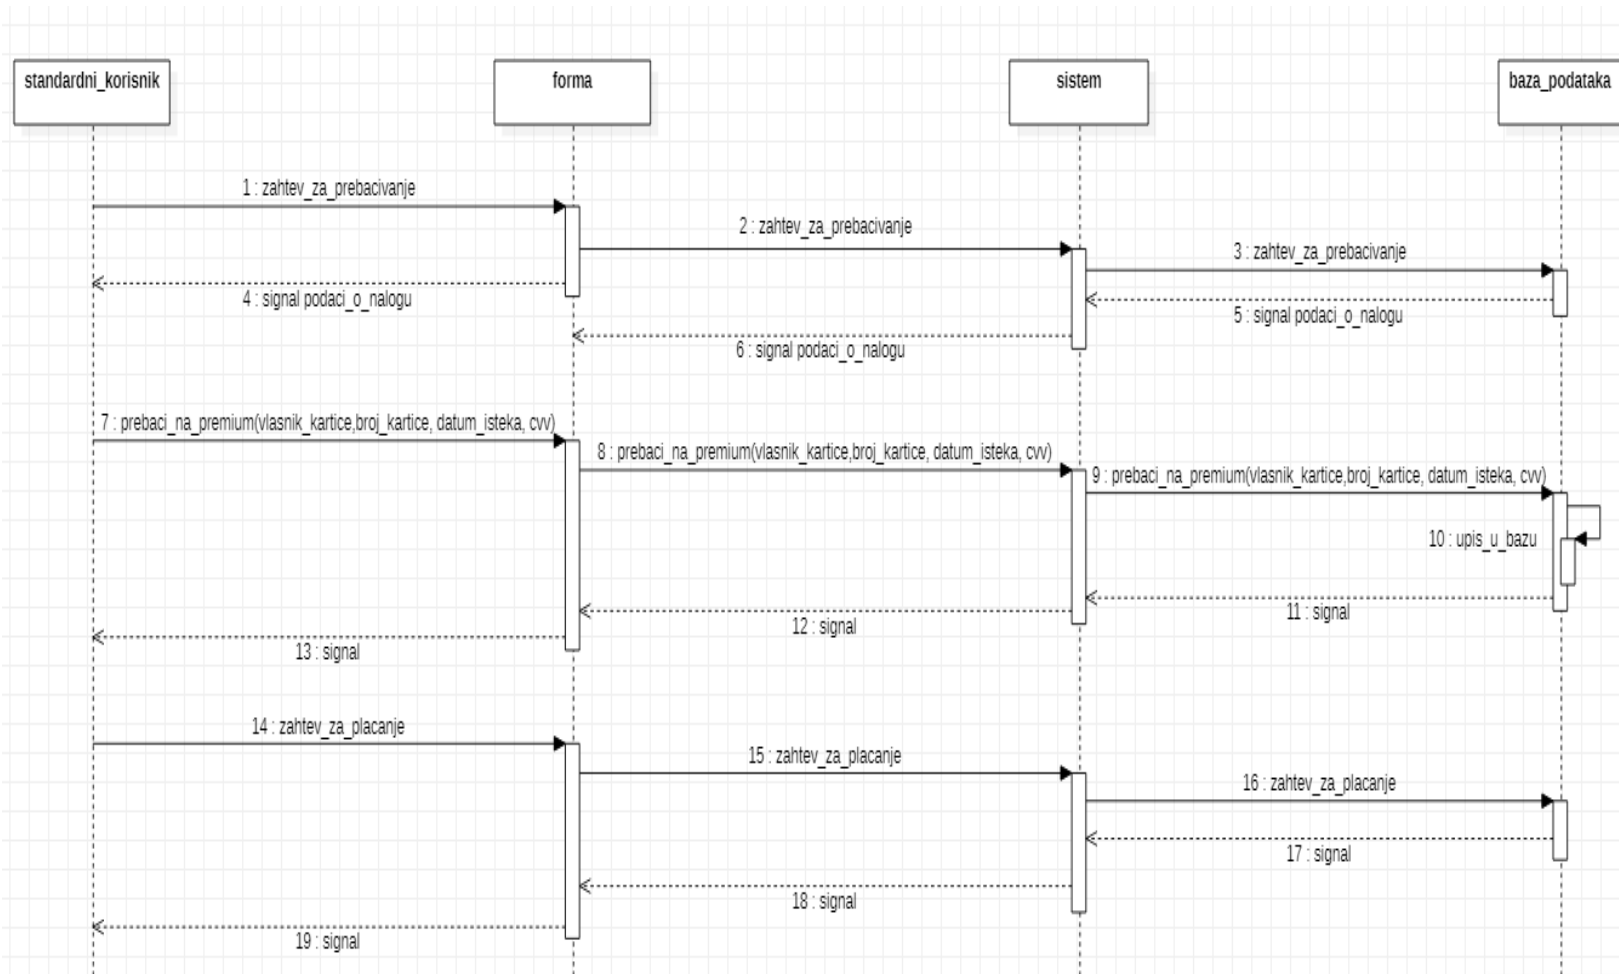 standardni_korisnik
forma
sistem
baza_podataka
1 : zahtev_za_prebacivanje
2 : zahtev_za_prebacivanje
3 : zahtev_za_prebacivanje
4 : signal podaci_o_nalogu
5 : signal podaci_o_nalogu
6 : signal podaci_o_nalogu
7 : prebaci_na_premium(vlasnik_kartice,broj_kartice, datum_isteka, cvv)
8 : prebaci_na_premium(vlasnik_kartice,broj_kartice, datum_isteka, cvv)
9 : prebaci_na_premium(vlasnik_kartice,broj_kartice, datum_isteka, cvv)
10 : upis_u_bazu
11 : signal
12 : signal
13 : signal
14 : zahtev_za_placanje
15 : zahtev_za_placanje
16 : zahtev_za_placanje
17 : signal
18 : signal
19 : signal